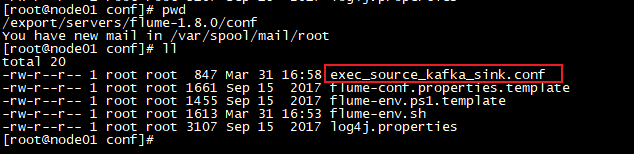 [root@node01 conf]# pwd
/export/servers/flume-1.8.0/conf
You have new mail in /var/spool/mail/root
[root@node01 conf]# ll
total 20
-rw-r--r-- 1 root root  847 Mar 31 16:58 exec_source_kafka_sink.conf
-rw-r--r-- 1 root root 1661 Sep 15  2017 flume-conf.properties.template
-rw-r--r-- 1 root root 1455 Sep 15  2017 flume-env.ps1.template
-rw-r--r-- 1 root root 1613 Mar 31 16:53 flume-env.sh
-rw-r--r-- 1 root root 3107 Sep 15  2017 log4j.properties
[root@node01 conf]#